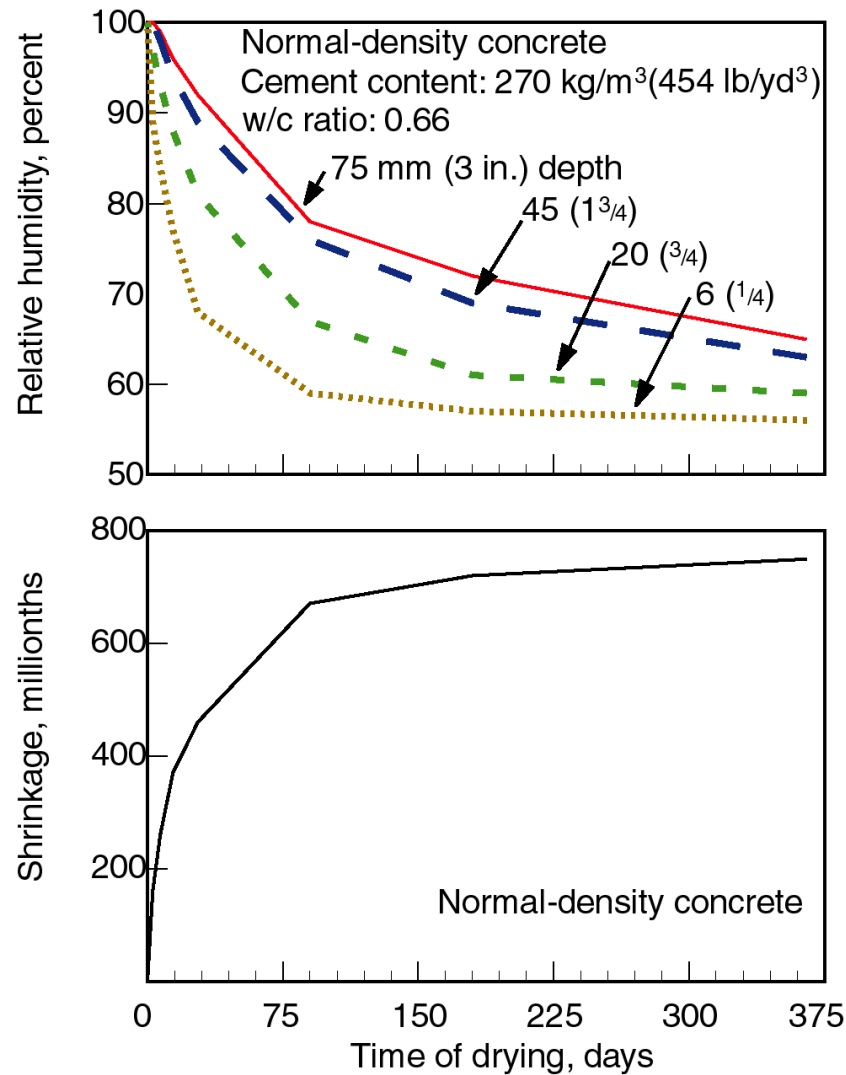 Relative humidity, percent
100
90
80
70
60
50
Normal-density concrete
Cement content: 270 kg/m³(454 lb/yd³)
w/c ratio: 0.66
75 mm (3 in.) depth
45 (1³/₄)
20 (³/₄)
6 (¹/₄)
Shrinkage, millionths
800
600
400
200
Normal-density concrete
0 75 150 225 300 375
Time of drying, days